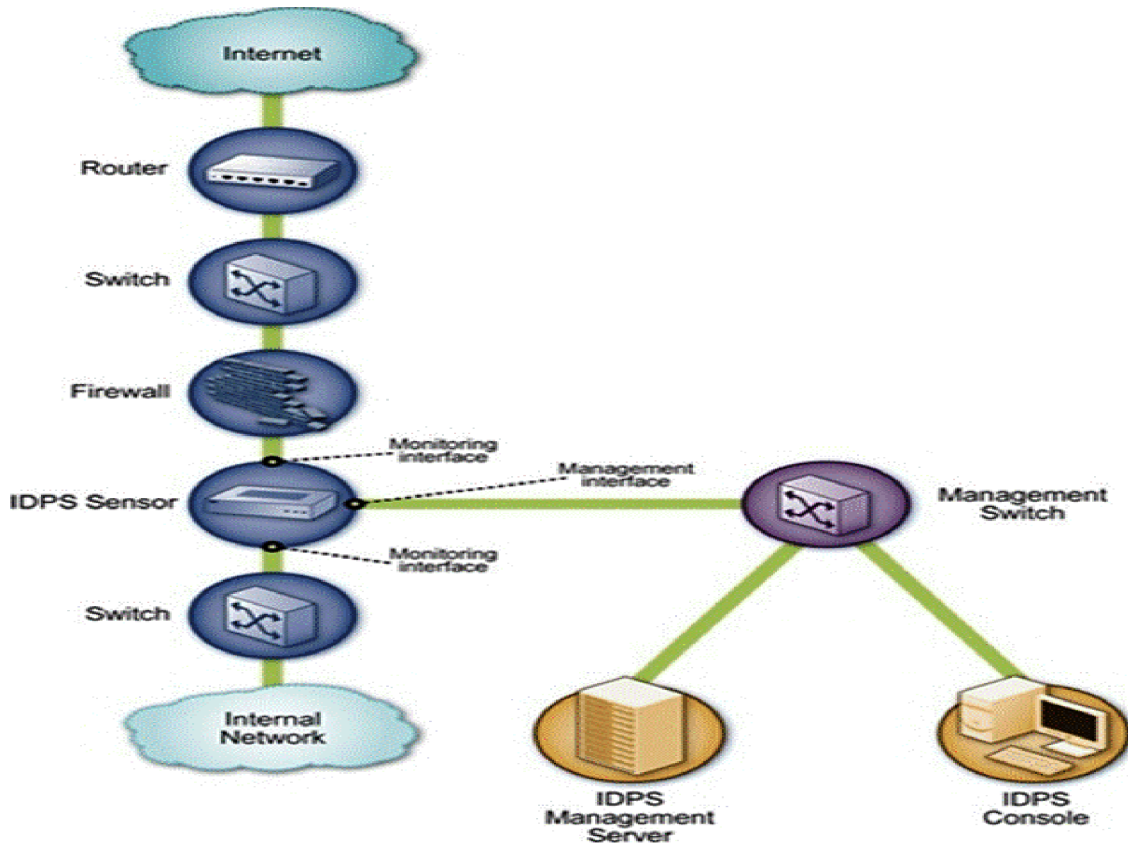 Internet
Router
Switch
Firewall
Monitoring
interface
Management
interface
IDPS Sensor
Management
Switch
Monitoring
interface
Switch
Internal
Network
IDPS
Management
Server
IDPS
Console